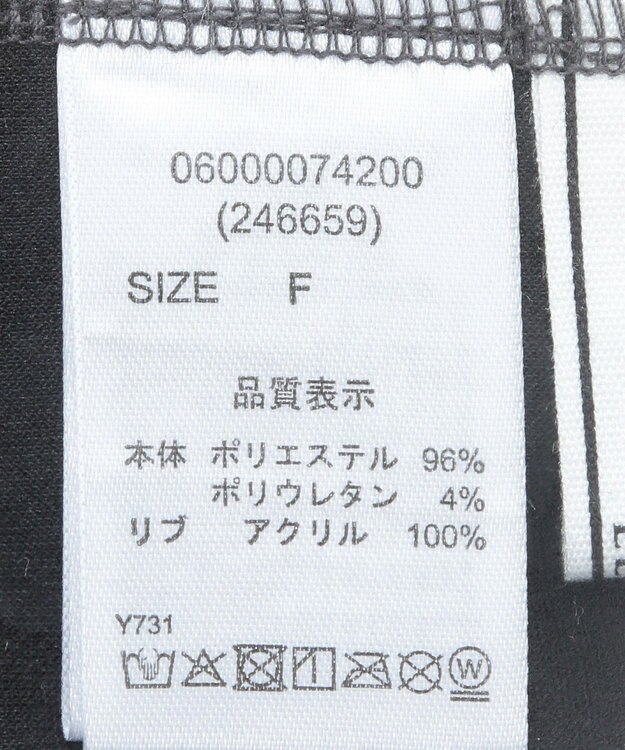 06000074200
(246659)
SIZE F
品質表示
本体 ポリエステル 96%
ポリウレタン 4%
リブ アクリル 100%
Y731
W